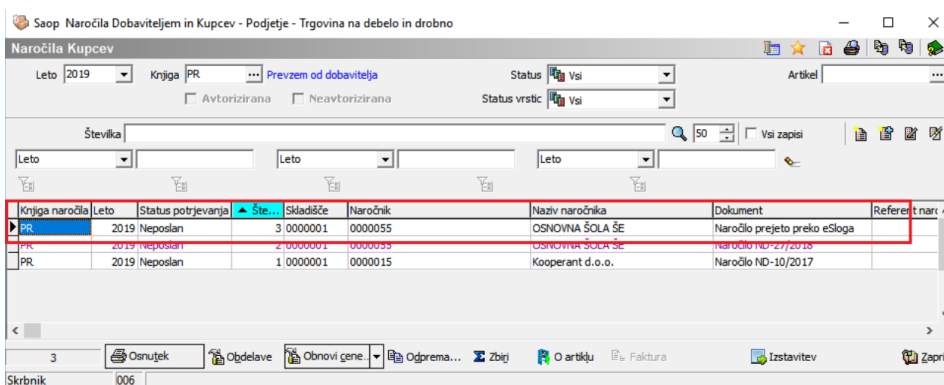 Saop Naročila Dobaviteljem in Kupcev - Podjetje - Trgovina na debelo in drobno
Naročila Kupcev
Leto 2019 Knjiga PR ... Prevzem od dobavitelja Status Vsi Artikel ...
Avtorizirana Neavtorizirana Status vrstic Vsi
Številka 50 Vsi zapisi
Leto Leto Leto
Knjiga naročila Leto Status potrjevanja Šte... Skladišče Naročnik Naziv naročnika Dokument Referent naro
PR 2019 Neposlan 3 0000001 0000055 OSNOVNA ŠOLA ŠE Naročilo prejeto preko eSloga
PR 2019 Neposlan 2 0000001 0000055 OSNOVNA ŠOLA ŠE Naročilo ND-27/2018
PR 2019 Neposlan 1 0000001 0000015 Kooperant d.o.o. Naročilo ND-10/2017
3 Osnutek Obdelave Obnovi cene.. Odprema... Σ Zbirj O artiklu Faktura Izstavitev Zapri
Skrbnik 006